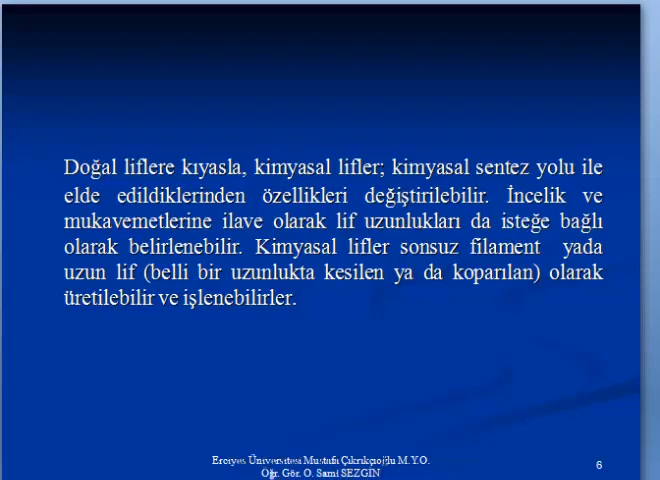 Doğal liflere kıyasla, kimyasal lifler; kimyasal sentez yolu ile
elde edildiklerinden özellikleri değiştirilebilir. İncelik ve
mukavemetlerine ilave olarak lif uzunlukları da isteğe bağlı
olarak belirlenebilir. Kimyasal lifler sonsuz filament yada
uzun lif (belli bir uzunlukta kesilen ya da koparılan) olarak
üretilebilir ve işlenebilirler.
Erciyes Üniversitesi Mustafa Çıkrıkçıoğlu M.Y.O.
Öğr. Gör. O. Sami SEZGİN
6